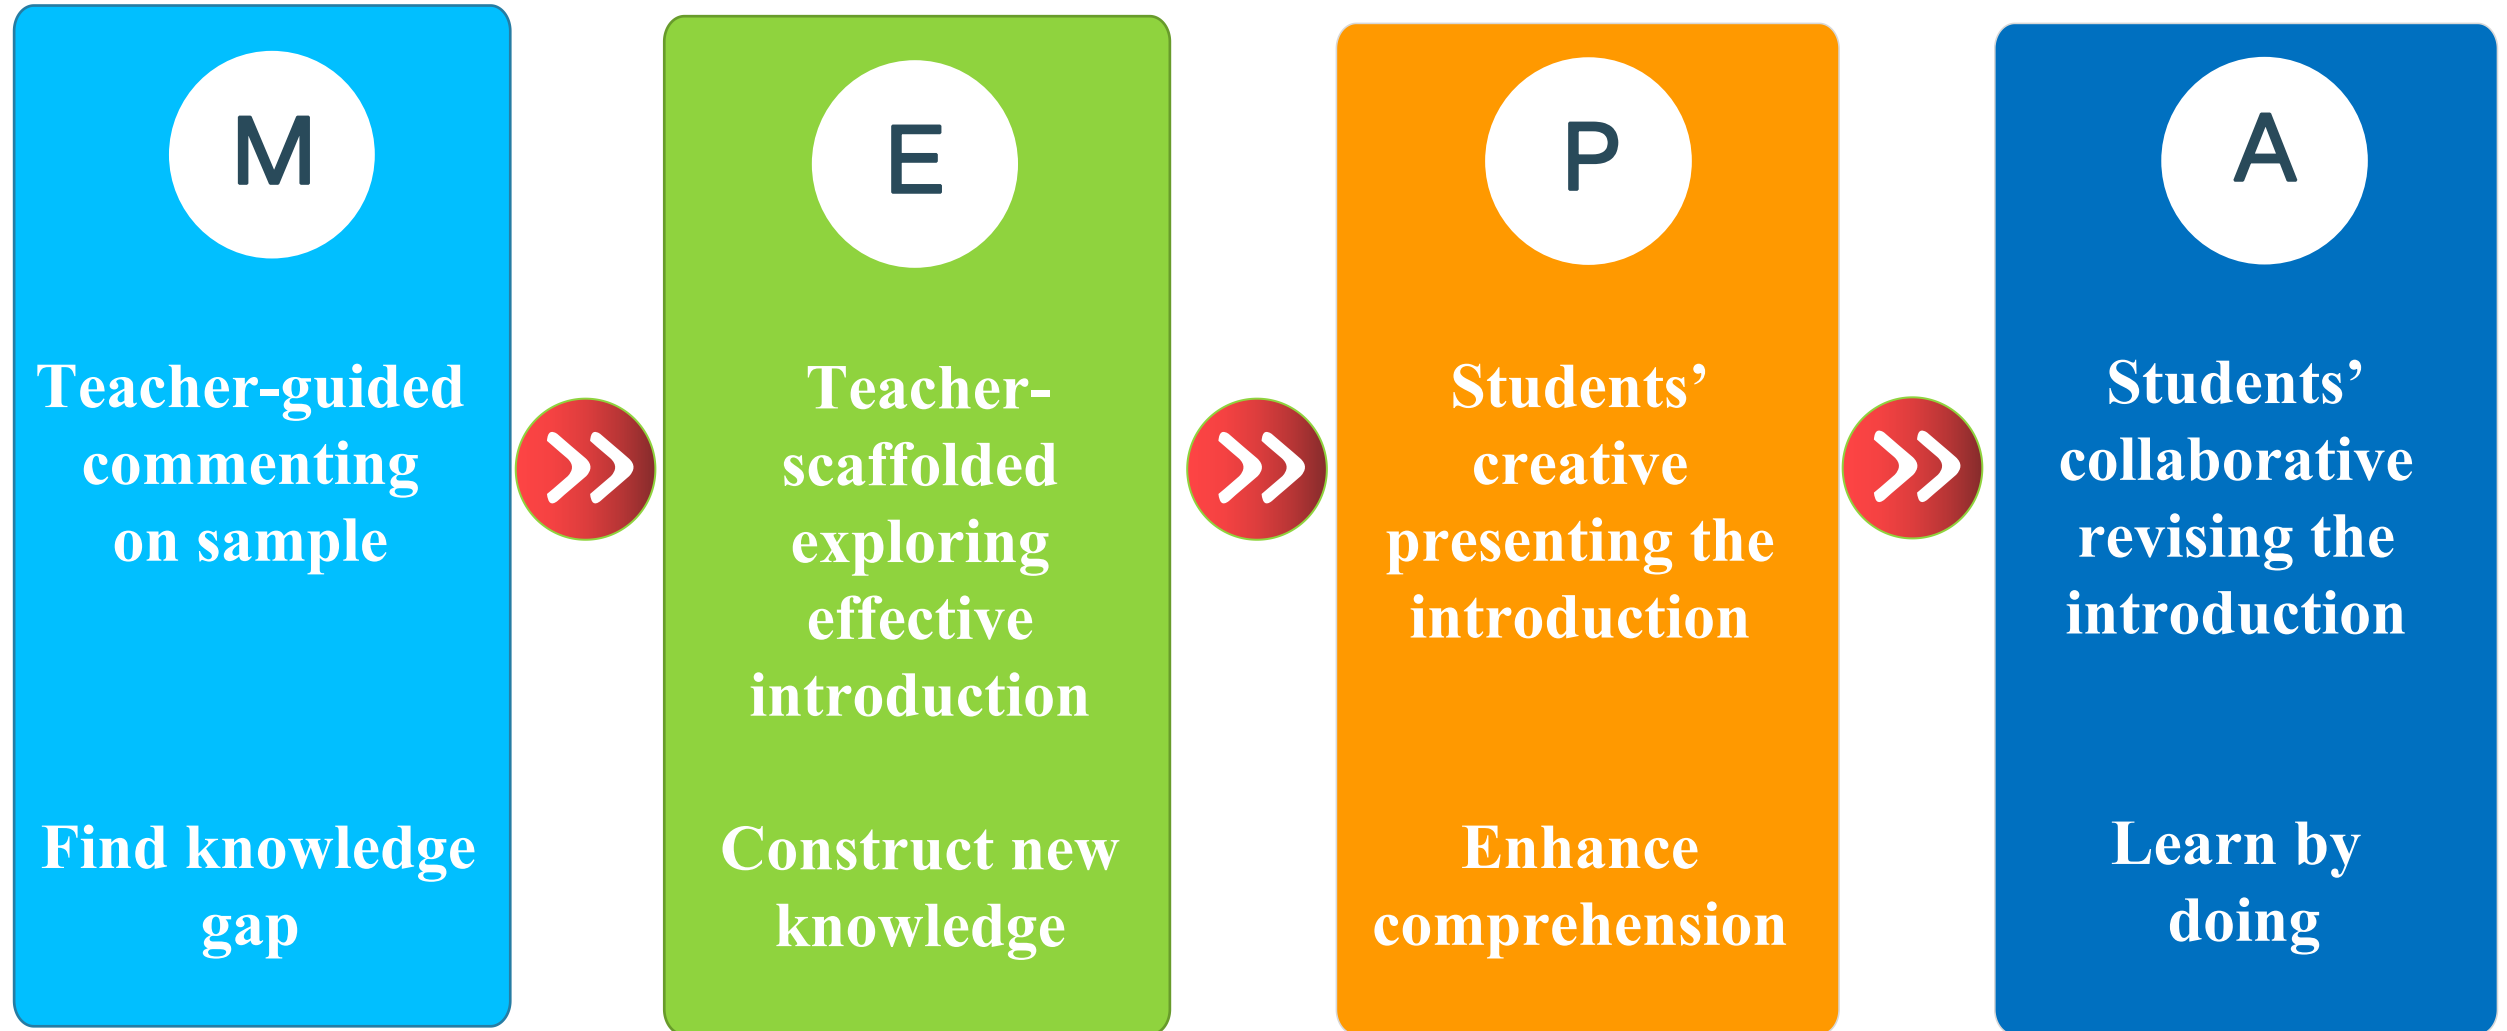 M
Teacher-guided
commenting
on sample
Find knowledge
gap
E
Teacher-
scaffolded
exploring
effective
introduction
Construct new
knowledge
P
Students’
creative
presenting the
introduction
Enhance
comprehension
A
Students’
collaborative
revising the
introduction
Learn by
doing